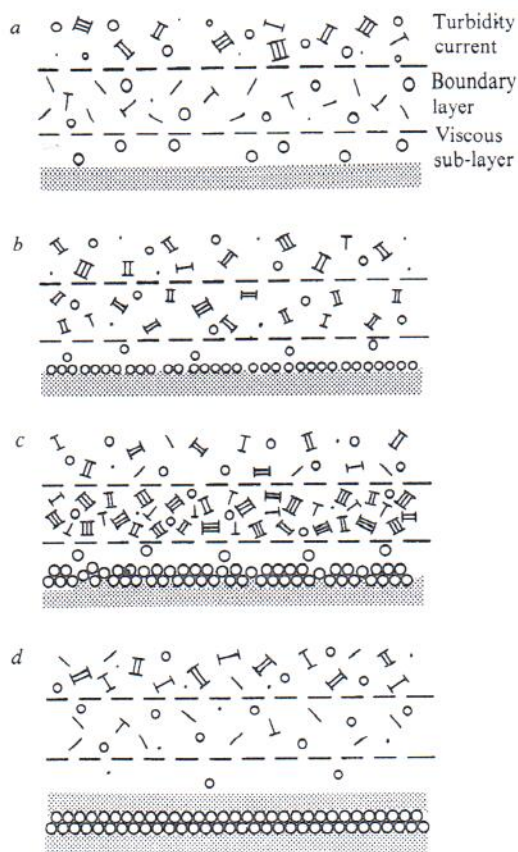 a
Turbidity
current
Boundary
layer
Viscous
sub-layer
b
c
d